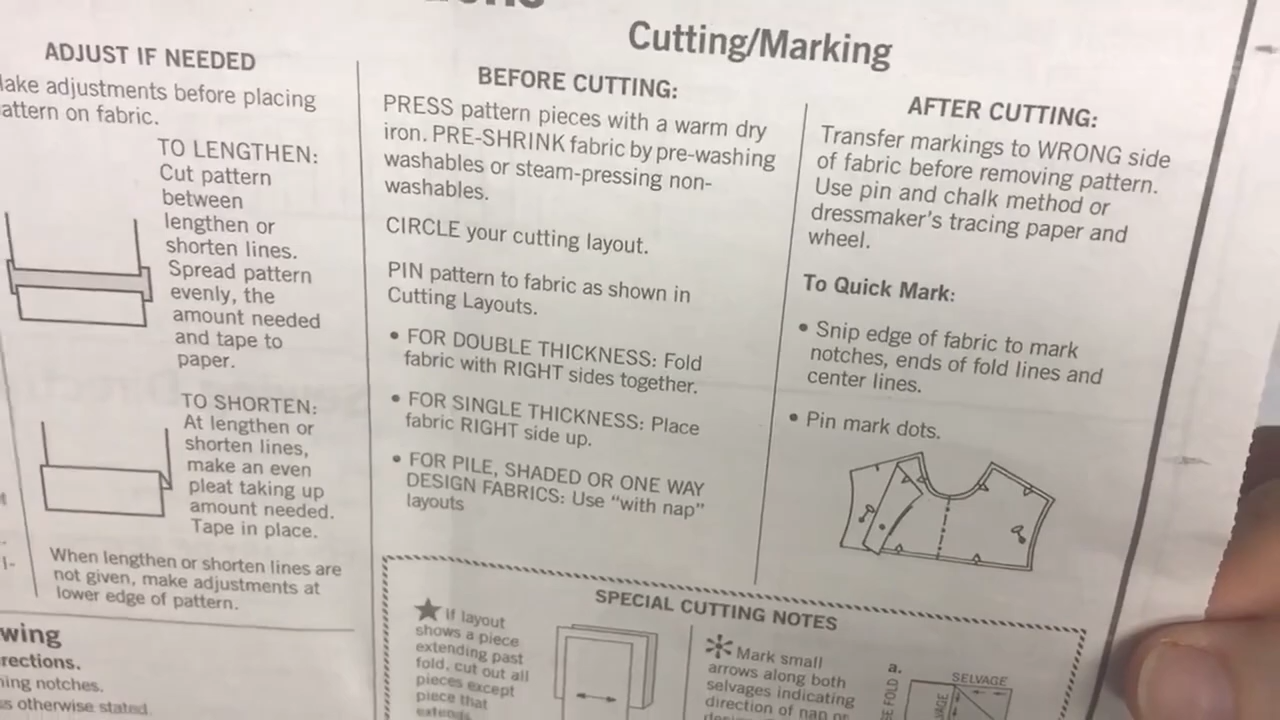 Cutting/Marking
ADJUST IF NEEDED
adjustments before placing
on fabric.
TO LENGTHEN:
Cut pattern
between
lengthen or
shorten lines.
Spread pattern
evenly, the
amount needed
and tape to
paper.
TO SHORTEN:
At lengthen or
shorten lines,
make an even
pleat taking up
amount needed.
Tape in place.
When lengthen or shorten lines are
not given, make adjustments at
lower edge of pattern.
notches.
otherwise stated.
BEFORE CUTTING:
PRESS pattern pieces with a warm dry
iron. PRE-SHRINK fabric by pre-washing
washables or steam-pressing non-
washables.
CIRCLE your cutting layout.
PIN pattern to fabric as shown in
Cutting Layouts.
• FOR DOUBLE THICKNESS: Fold
fabric with RIGHT sides together.
• FOR SINGLE THICKNESS: Place
fabric RIGHT side up.
• FOR PILE, SHADED OR ONE WAY
DESIGN FABRICS: Use “with nap”
layouts
AFTER CUTTING:
Transfer markings to WRONG side
of fabric before removing pattern.
Use pin and chalk method or
dressmaker's tracing paper and
wheel.
To Quick Mark:
• Snip edge of fabric to mark
notches, ends of fold lines and
center lines.
• Pin mark dots.
SPECIAL CUTTING NOTES
★ If layout
shows a piece
extending past
fold, cut out all
pieces except
piece that
extends
Mark small
arrows along both
selvages indicating
direction of nap or
a.
SELVAGE
FOLD